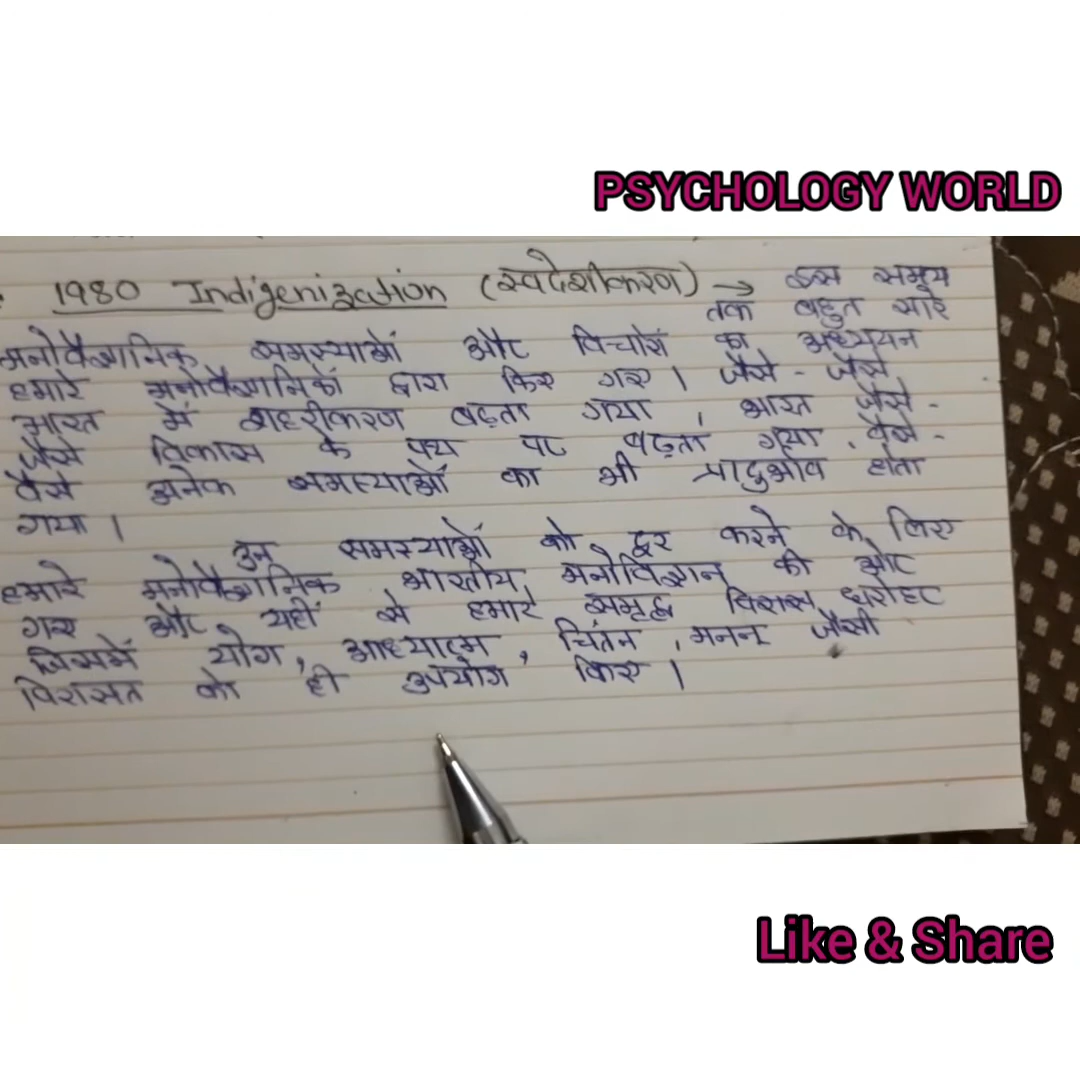 PSYCHOLOGY WORLD
1980 Indigenization (स्वदेशीकरण) → इस समय
तक बहुत सारे
मनोवैज्ञानिक समस्याओं और विचारों का अध्ययन
हमारे मनोवैज्ञानिकों द्वारा किए गए । जैसे - जैसे
भारत में शहरीकरण बढ़ता गया , भारत जैसे -
जैसे विकास के पथ पर बढ़ता गया , वैसे -
वैसे अनेक समस्याओं का भी प्रादुर्भाव होता
गया ।
उन समस्याओं को दूर करने के लिए
हमारे मनोवैज्ञानिक भारतीय मनोविज्ञान की ओर
गए और यहीं से हमारे समृद्ध धरोहर
जिसमें योग , आध्यात्म , चिंतन , मनन जैसी
विरासत को ही उपयोग किए ।
Like & Share